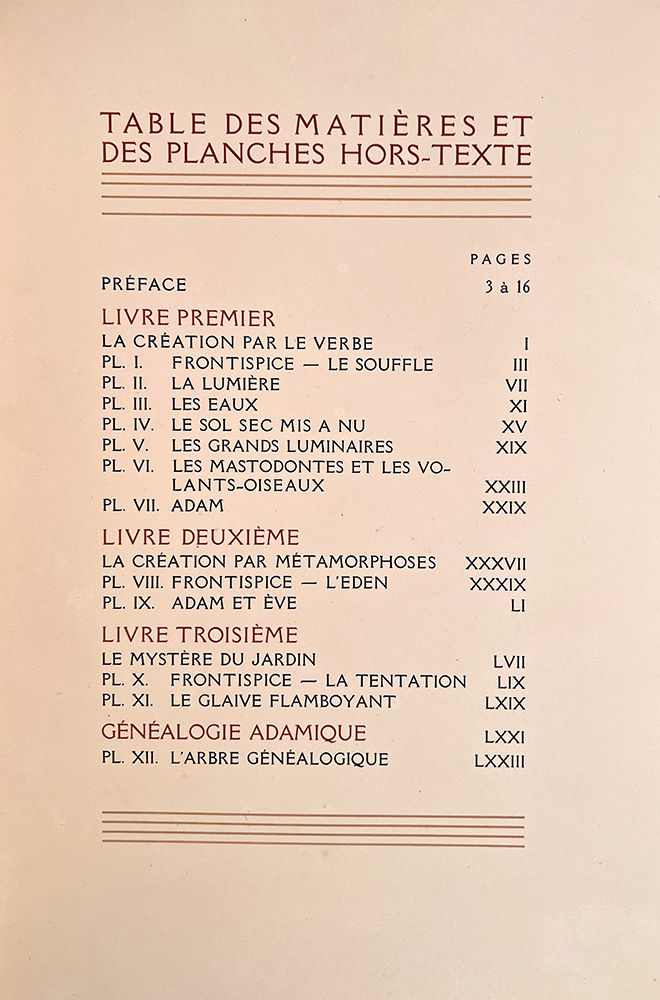 TABLE DES MATIÈRES ET
DES PLANCHES HORS-TEXTE
PAGES
PRÉFACE 3 à 16
LIVRE PREMIER
LA CRÉATION PAR LE VERBE I
PL. I. FRONTISPICE — LE SOUFFLE III
PL. II. LA LUMIÈRE VII
PL. III. LES EAUX XI
PL. IV. LE SOL SEC MIS A NU XV
PL. V. LES GRANDS LUMINAIRES XIX
PL. VI. LES MASTODONTES ET LES VO-
LANTS-OISEAUX XXIII
PL. VII. ADAM XXIX
LIVRE DEUXIÈME
LA CRÉATION PAR MÉTAMORPHOSES XXXVII
PL. VIII. FRONTISPICE — L'EDEN XXXIX
PL. IX. ADAM ET ÈVE LI
LIVRE TROISIÈME
LE MYSTÈRE DU JARDIN LVII
PL. X. FRONTISPICE — LA TENTATION LIX
PL. XI. LE GLAIVE FLAMBOYANT LXIX
GÉNÉALOGIE ADAMIQUE LXXI
PL. XII. L'ARBRE GÉNÉALOGIQUE LXXIII